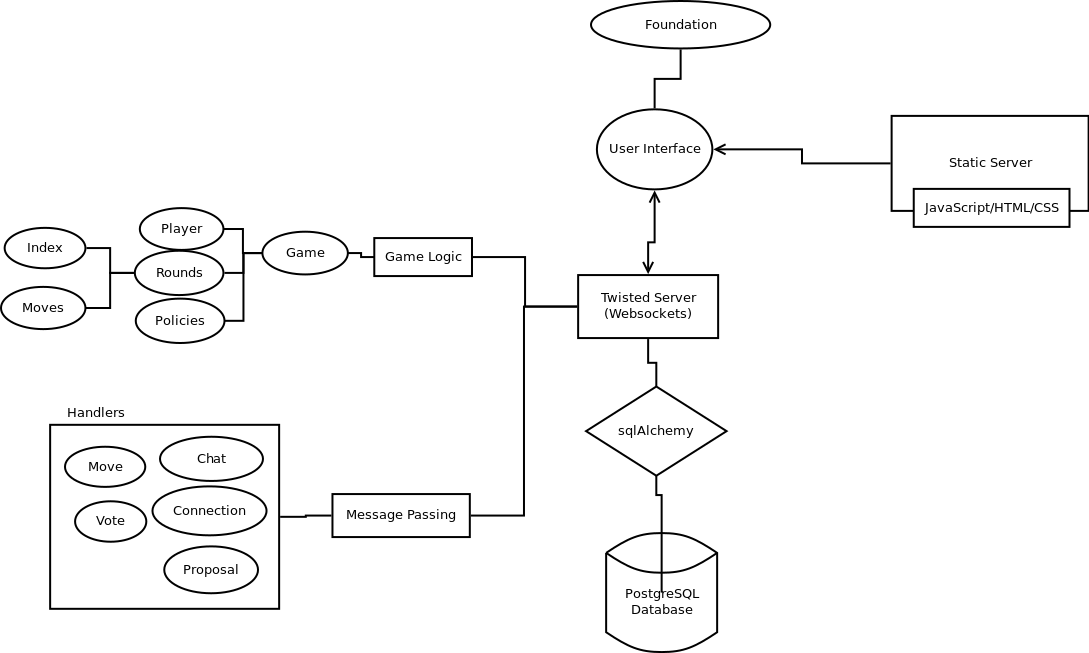 Foundation
User Interface
Static Server
JavaScript/HTML/CSS
Player
Index
Game
Game Logic
Rounds
Moves
Policies
Twisted Server
(Websockets)
Handlers
sqlAlchemy
Move
Chat
Connection
Vote
Message Passing
Proposal
PostgreSQL
Database